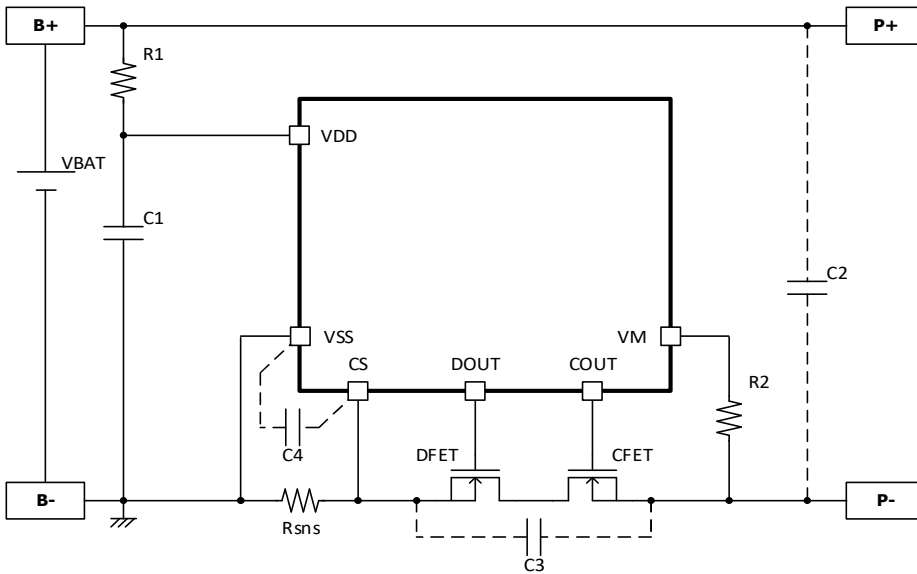 B+
P+
R1
VDD
VBAT
C1
C2
VSS
VM
CS
DOUT
COUT
R2
C4
DFET
CFET
B-
P-
Rsns
C3